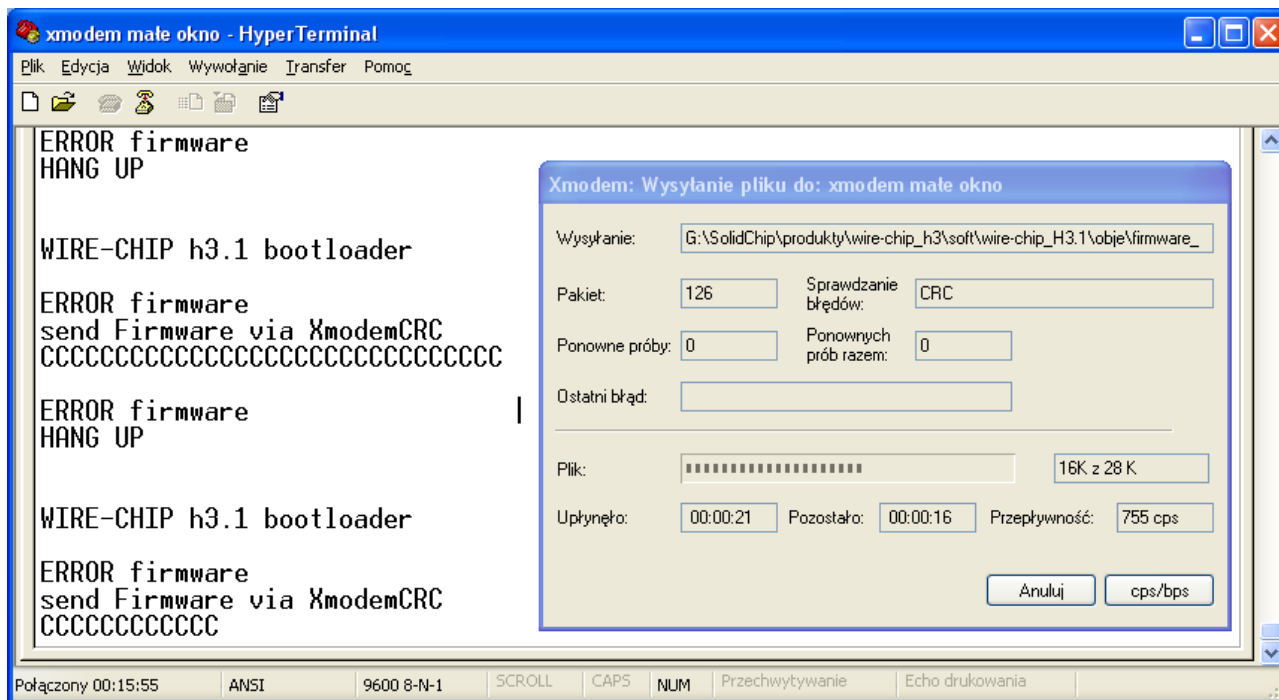 xmodem małe okno - HyperTerminal
Plik Edycja Widok Wywołanie Transfer Pomoc
ERROR firmware
HANG UP
WIRE-CHIP h3.1 bootloader
ERROR firmware
send Firmware via XmodemCRC
CCCCCCCCCCCCCCCCCCCCCCCCCCCCCCCC
ERROR firmware
HANG UP
WIRE-CHIP h3.1 bootloader
ERROR firmware
send Firmware via XmodemCRC
CCCCCCCCCCCC
Xmodem: Wysyłanie pliku do: xmodem małe okno
Wysyłanie: G:\SolidChip\produkty\wire-chip_h3\soft\wire-chip_H3.1\obje\firmware_
Pakiet: 126 Sprawdzanie błędów: CRC
Ponowne próby: 0 Ponownych prób razem: 0
Ostatni błąd:
Plik: 16K z 28 K
Upłynęło: 00:00:21 Pozostało: 00:00:16 Przepływność: 755 cps
Anuluj cps/bps
Połączony 00:15:55 ANSI 9600 8-N-1 SCROLL CAPS NUM Przechwytywanie Echo drukowania